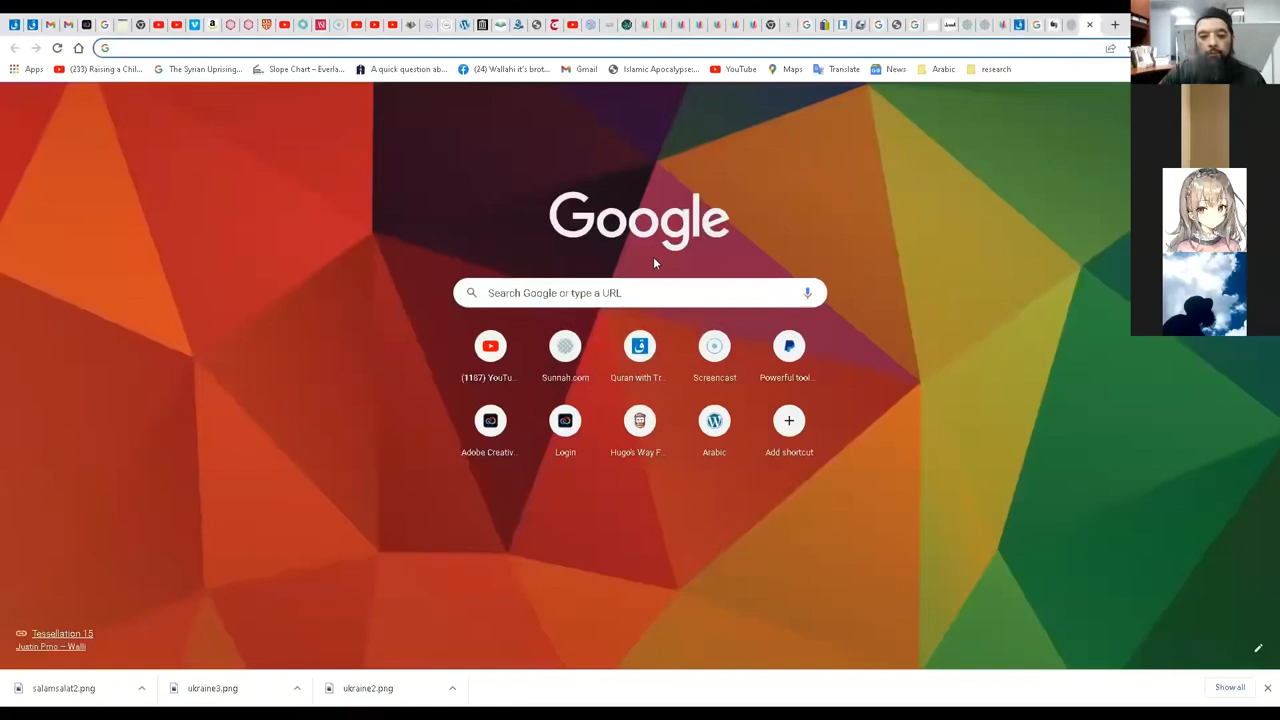 Apps
(233) Raising a Chil...
The Syrian Uprising...
Slope Chart – Everla...
A quick question ab...
(24) Wallahi it's brot...
Gmail
Islamic Apocalypse:...
YouTube
Maps
Translate
News
Arabic
research
Google
Search Google or type a URL
(1187) YouTu...
Sunnah.com
Quran with Tr...
Screencast
Powerful tool...
Adobe Creativ...
Login
Hugo's Way F...
Arabic
Add shortcut
Tessellation 15
Justin Prno – Walli
salamsalat2.png
ukraine3.png
ukraine2.png
Show all